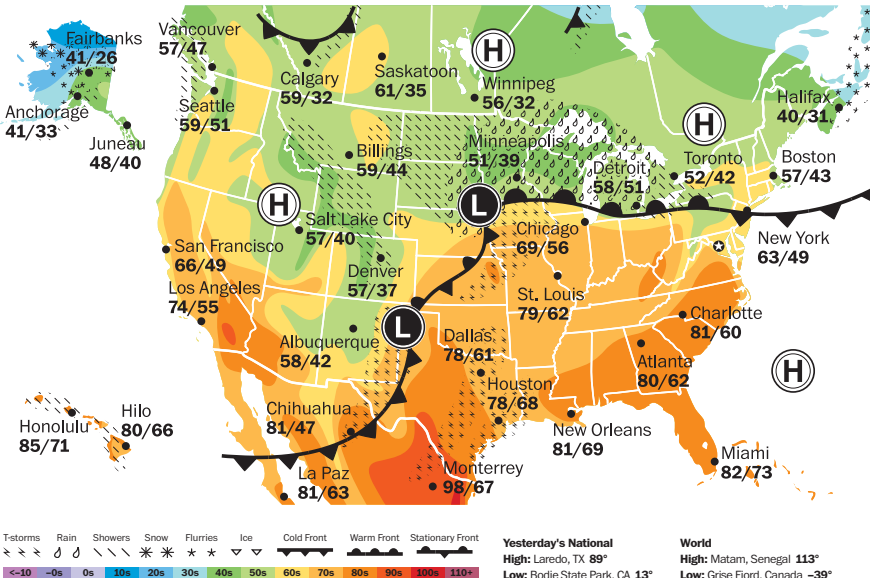 Fairbanks
41/26
Anchorage
41/33
Juneau
48/40
Vancouver
57/47
Seattle
59/51
Calgary
59/32
Saskatoon
61/35
H
Winnipeg
56/32
Halifax
40/31
Billings
59/44
Minneapolis
51/39
Detroit
58/51
H
Toronto
52/42
Boston
57/43
H
Salt Lake City
57/40
L
Chicago
69/56
New York
63/49
San Francisco
66/49
Denver
57/37
Los Angeles
74/55
St. Louis
79/62
Charlotte
81/60
L
Albuquerque
58/42
Dallas
78/61
Atlanta
80/62
H
Houston
78/68
Chihuahua
81/47
New Orleans
81/69
Honolulu
85/71
Hilo
80/66
La Paz
81/63
Monterrey
98/67
Miami
82/73
T-storms Rain Showers Snow Flurries Ice Cold Front Warm Front Stationary Front
<-10 -0s 0s 10s 20s 30s 40s 50s 60s 70s 80s 90s 100s 110+
Yesterday's National
High: Laredo, TX 89°
Low: Bodie State Park, CA 13°
World
High: Matam, Senegal 113°
Low: Grise Fiord, Canada –39°